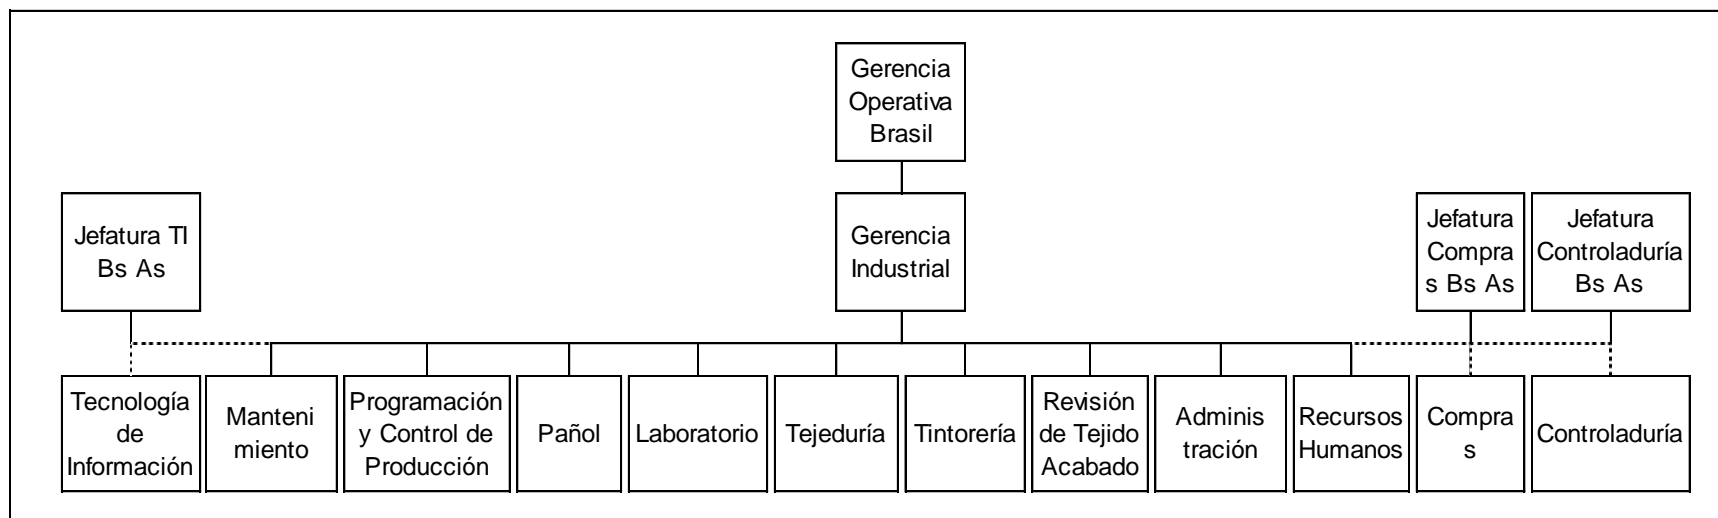 Gerencia
Operativa
Brasil
Jefatura TI
Bs As
Gerencia
Industrial
Jefatura
Compra
s Bs As
Jefatura
Controladuría
Bs As
Tecnología
de
Información
Manteni
miento
Programación
y Control de
Producción
Pañol
Laboratorio
Tejeduría
Tintorería
Revisión
de Tejido
Acabado
Adminis
tración
Recursos
Humanos
Compra
s
Controladuría